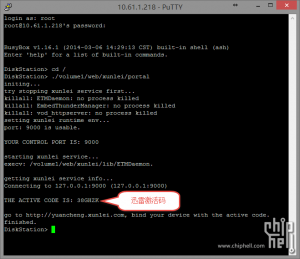 10.61.1.218 - PuTTY
login as: root
root@10.61.1.218's password:
BusyBox v1.16.1 (2014-03-06 14:29:13 CST) built-in shell (ash)
Enter 'help' for a list of built-in commands.
DiskStation> cd /
DiskStation> ./volume1/web/xunlei/portal
initing...
try stopping xunlei service first...
killall: ETMDaemon: no process killed
killall: EmbedThunderManager: no process killed
killall: vod_httpserver: no process killed
setting xunlei runtime env...
port: 9000 is usable.
YOUR CONTROL PORT IS: 9000
starting xunlei service...
execv: /volume1/web/xunlei/lib/ETMDaemon.
getting xunlei service info...
Connecting to 127.0.0.1:9000 (127.0.0.1:9000)
THE ACTIVE CODE IS:
迅雷激活码
go to http://yuancheng.xunlei.com, bind your device with the active code.
finished.
DiskStation>
chip hell
www.chiphell.com